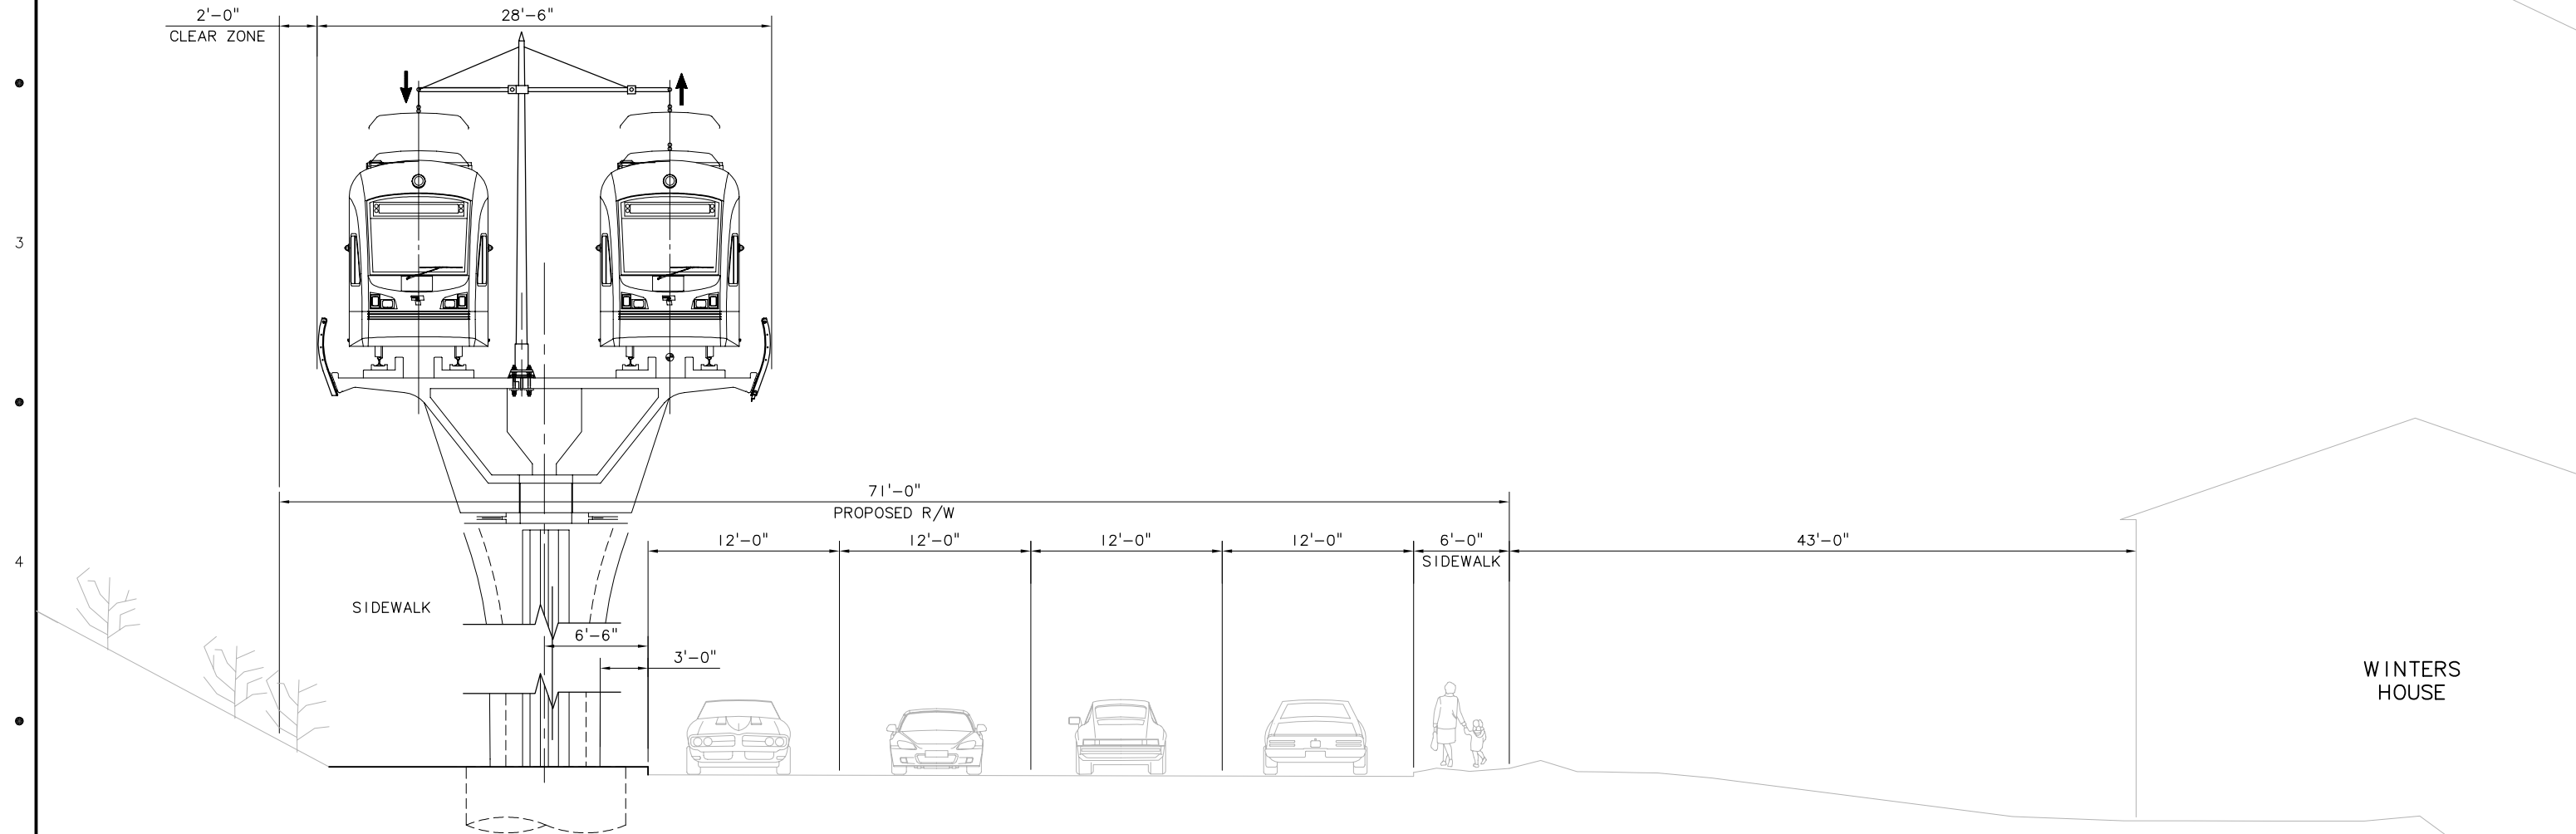 2'-0"
28'-6"
CLEAR ZONE
3
71'-0"
PROPOSED R/W
12'-0"
12'-0"
12'-0"
12'-0"
6'-0"
43'-0"
4
SIDEWALK
SIDEWALK
6'-6"
3'-0"
WINTERS
HOUSE